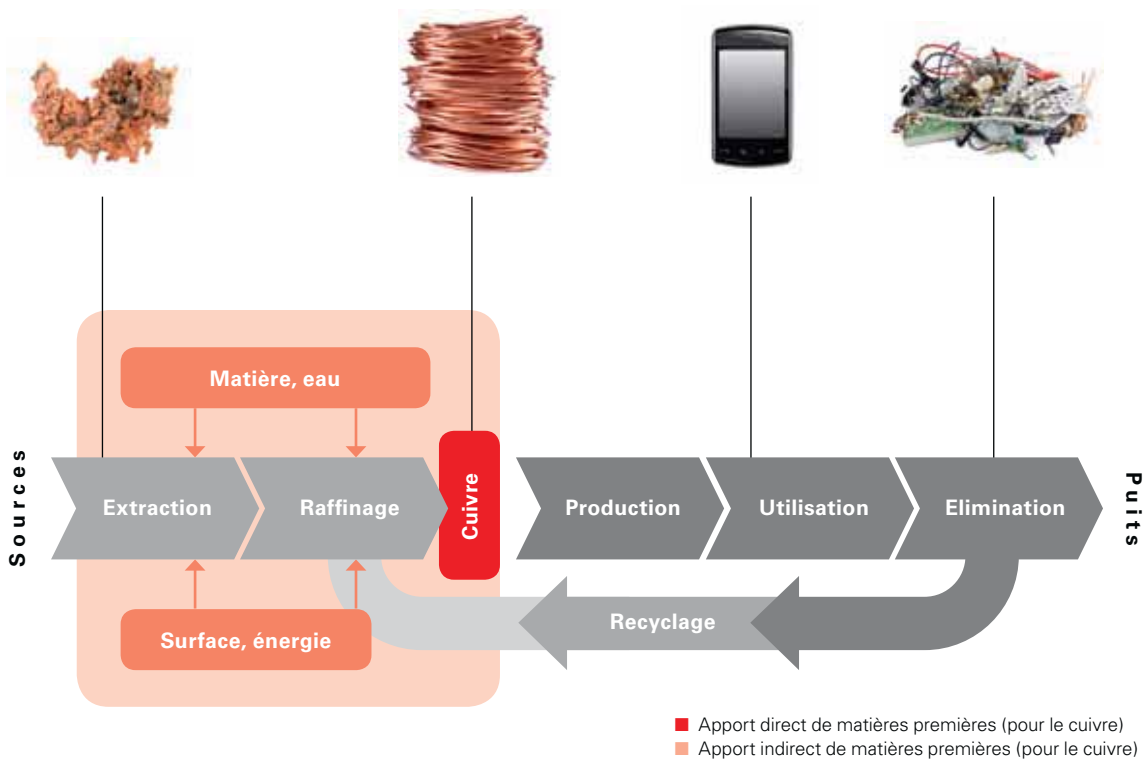 Matière, eau
Sources
Extraction
Raffinage
Cuivre
Production
Utilisation
Elimination
Puits
Recyclage
Surface, énergie
Apport direct de matières premières (pour le cuivre)
Apport indirect de matières premières (pour le cuivre)